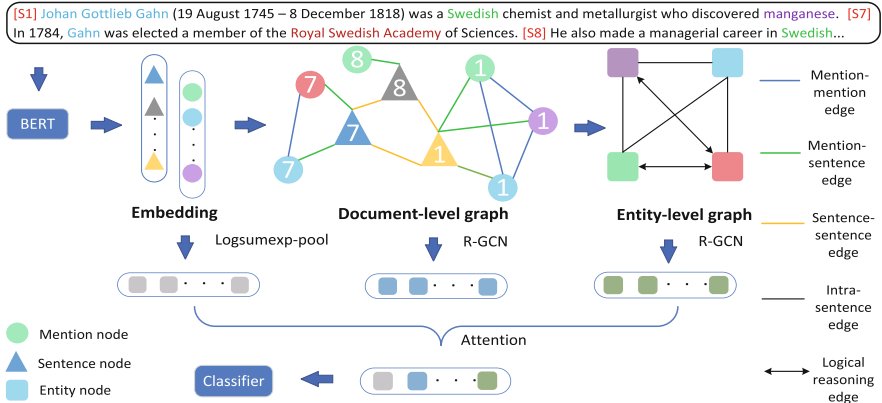 [S1] Johan Gottlieb Gahn (19 August 1745 – 8 December 1818) was a Swedish chemist and metallurgist who discovered manganese. [S7]
In 1784, Gahn was elected a member of the Royal Swedish Academy of Sciences. [S8] He also made a managerial career in Swedish...
BERT
8
7
8
7
7
1
1
1
1
Embedding
Document-level graph
Entity-level graph
Logsumexp-pool
R-GCN
R-GCN
Attention
Classifier
Mention node
Sentence node
Entity node
Mention-
mention
edge
Mention-
sentence
edge
Sentence-
sentence
edge
Intra-
sentence
edge
Logical
reasoning
edge